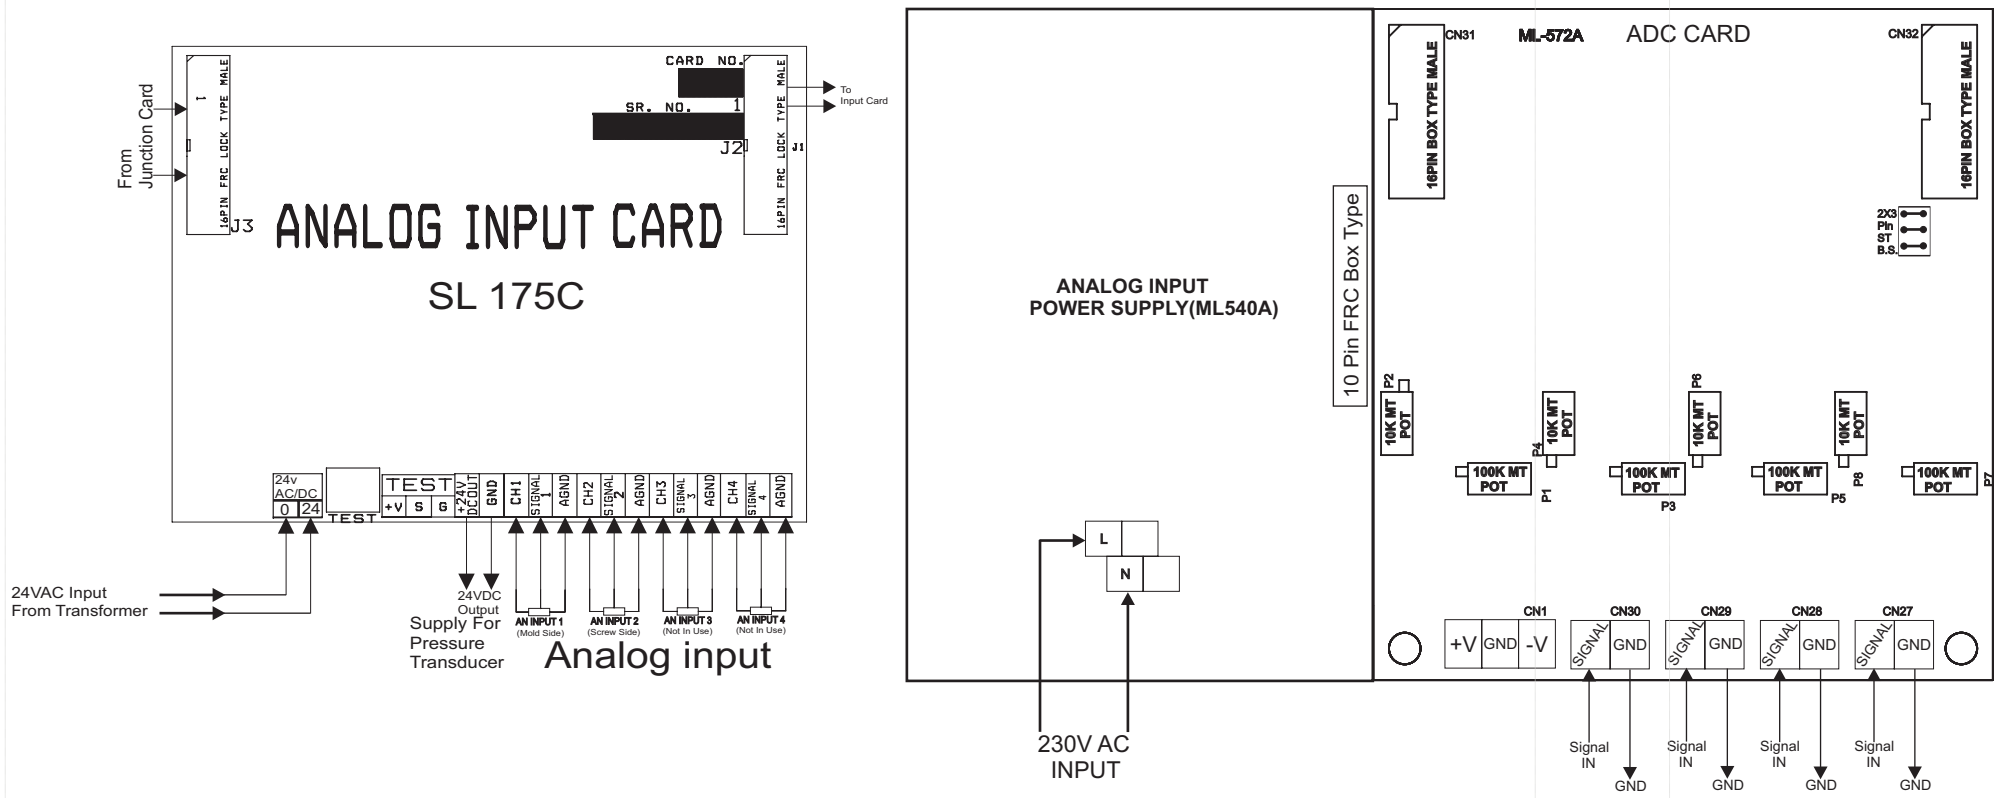 CARD NO.
SR. NO. 1
J2
J1
J3
1
16PIN FRC LOCK TYPE MALE
16PIN FRC LOCK TYPE MALE
From
Junction Card
To
Input Card
ANALOG INPUT CARD
SL 175C
24v
AC/DC
0 24
TEST
TEST
+V S G
+24V
DCOUT
GND
CH1
SIGNAL
1
AGND
CH2
SIGNAL
2
AGND
CH3
SIGNAL
3
AGND
CH4
SIGNAL
4
AGND
24VAC Input
From Transformer
24VDC
Output
Supply For
Pressure
Transducer
AN INPUT 1
(Mold Side)
AN INPUT 2
(Screw Side)
AN INPUT 3
(Not In Use)
AN INPUT 4
(Not In Use)
Analog input
ANALOG INPUT
POWER SUPPLY(ML540A)
10 Pin FRC Box Type
L
N
230V AC
INPUT
CN31
ML-572A
ADC CARD
CN32
16PIN BOX TYPE MALE
16PIN BOX TYPE MALE
2X3
Pin
ST
B.S.
P2
10K MT
POT
P4
10K MT
POT
P6
10K MT
POT
P8
10K MT
POT
100K MT
POT
P1
100K MT
POT
P3
100K MT
POT
P5
100K MT
POT
P7
CN1
+V GND -V
CN30
SIGNAL GND
CN29
SIGNAL GND
CN28
SIGNAL GND
CN27
SIGNAL GND
Signal
IN
GND
Signal
IN
GND
Signal
IN
GND
Signal
IN
GND